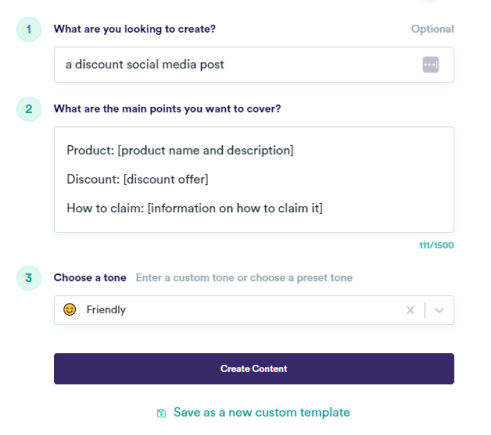 1 What are you looking to create? Optional
a discount social media post
2 What are the main points you want to cover?
Product: [product name and description]
Discount: [discount offer]
How to claim: [information on how to claim it]
111/1500
3 Choose a tone Enter a custom tone or choose a preset tone
Friendly
Create Content
Save as a new custom template